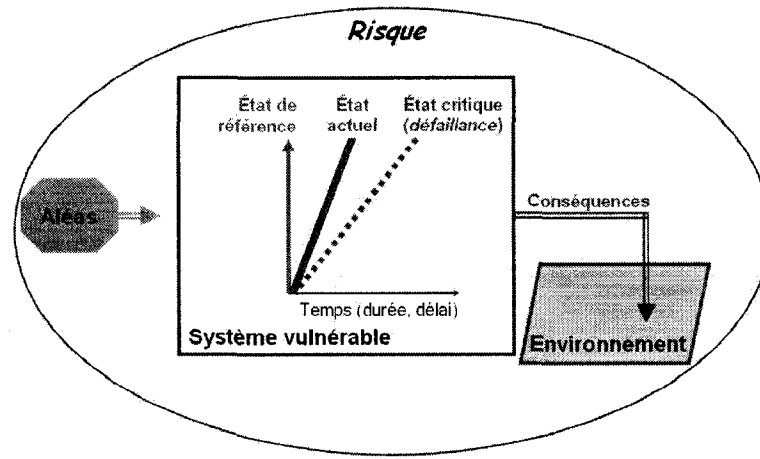 Risque
État de référence
État actuel
État critique (défaillance)
Aléas
Conséquences
Temps (durée, délai)
Système vulnérable
Environnement